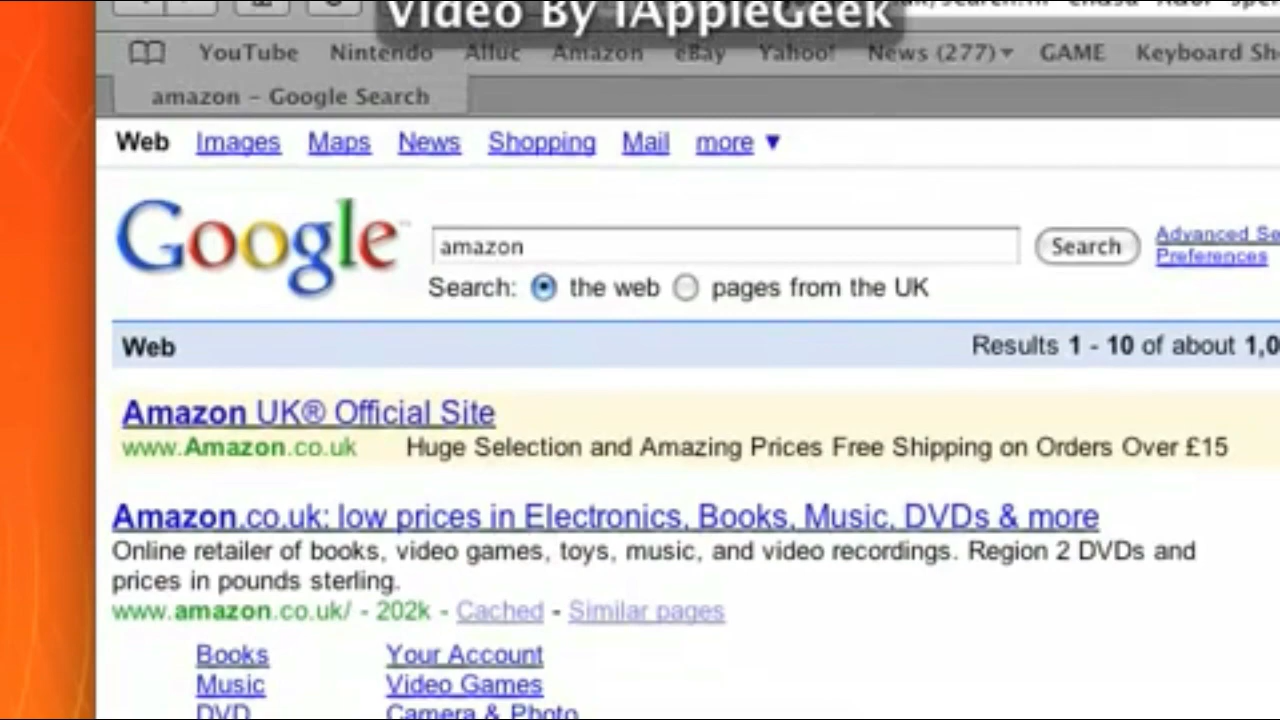 Video By iAppleGeek
YouTube Nintendo Alluc Amazon eBay Yahoo! News (277) GAME Keyboard Sh
amazon – Google Search
Web Images Maps News Shopping Mail more ▼
Google™ amazon Search Advanced Se
Preferences
Search: the web pages from the UK
Web Results 1 - 10 of about 1,0
Amazon UK® Official Site
www.Amazon.co.uk Huge Selection and Amazing Prices Free Shipping on Orders Over £15
Amazon.co.uk: low prices in Electronics, Books, Music, DVDs & more
Online retailer of books, video games, toys, music, and video recordings. Region 2 DVDs and
prices in pounds sterling.
www.amazon.co.uk/ - 202k - Cached - Similar pages
Books Your Account
Music Video Games
DVD Camera & Photo